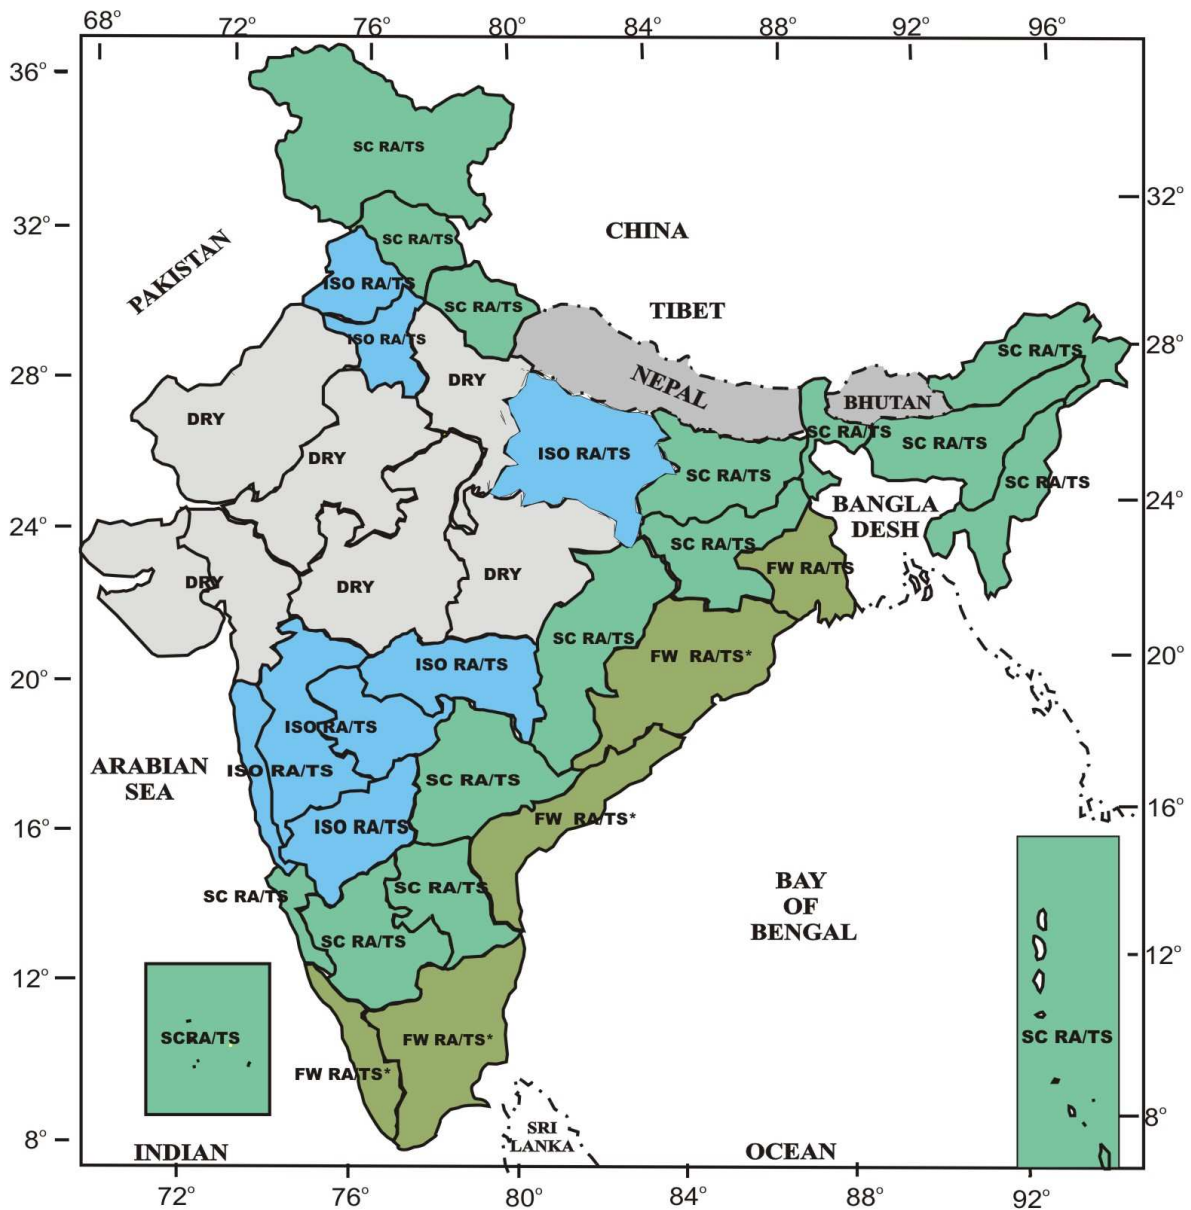 68° 72° 76° 80° 84° 88° 92° 96°
36°
SC RA/TS
32°
32°
CHINA
SC RA/TS
PAKISTAN
ISO RA/TS
SC RA/TS
TIBET
ISO RA/TS
28°
SC RA/TS
28°
DRY
NEPAL
BHUTAN
DRY
SC RA/TS
SC RA/TS
DRY
ISO RA/TS
SC RA/TS
SC RA/TS
24°
BANGLA
DESH
24°
SC RA/TS
DRY
DRY
DRY
FW RA/TS
SC RA/TS
FW RA/TS*
20°
ISO RA/TS
20°
ISO RA/TS
ARABIAN
SEA
ISO RA/TS
SC RA/TS
16°
FW RA/TS*
16°
ISO RA/TS
SC RA/TS
SC RA/TS
BAY
OF
BENGAL
SC RA/TS
12°
12°
SCRA/TS
FW RA/TS*
SC RA/TS
FW RA/TS*
8°
8°
SRI
LANKA
INDIAN
OCEAN
72° 76° 80° 84° 88° 92°